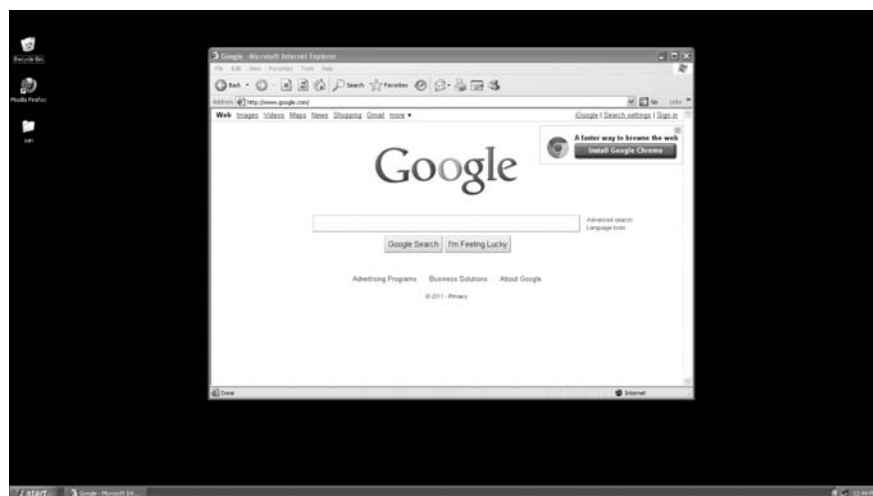 Recycle Bin
Mozilla Firefox
Google - Microsoft Internet Explorer
File Edit View Favorites Tools Help
Back Search Favorites
Address http://www.google.com/ Go Links
Web Images Videos Maps News Shopping Gmail more ▼ iGoogle | Search settings | Sign in
A faster way to browse the web
Install Google Chrome
Google
Advanced search
Language tools
Google Search I'm Feeling Lucky
Advertising Programs Business Solutions About Google
© 2011 - Privacy
Done Internet
start Google - Microsoft Int...